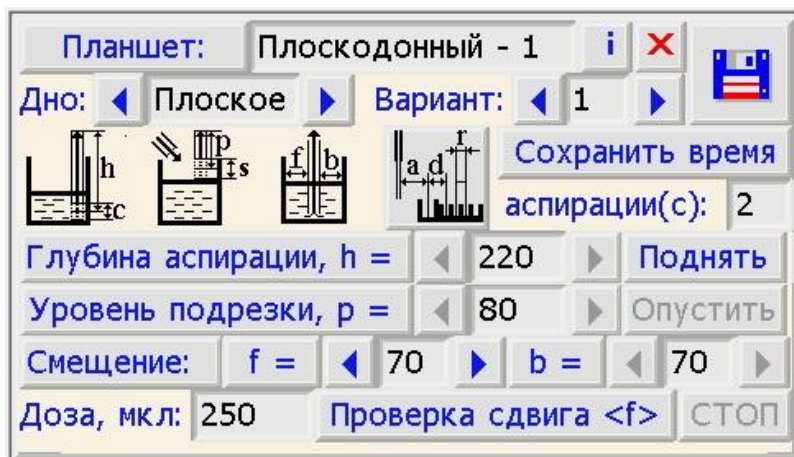 Планшет: Плоскодонный - 1 i
Дно: Плоское Вариант: 1
h c p s f b a d r
Сохранить время
аспирации(с): 2
Глубина аспирации, h = 220 Поднять
Уровень подрезки, p = 80 Опустить
Смещение: f = 70 b = 70
Доза, мкл: 250 Проверка сдвига <f> СТОП